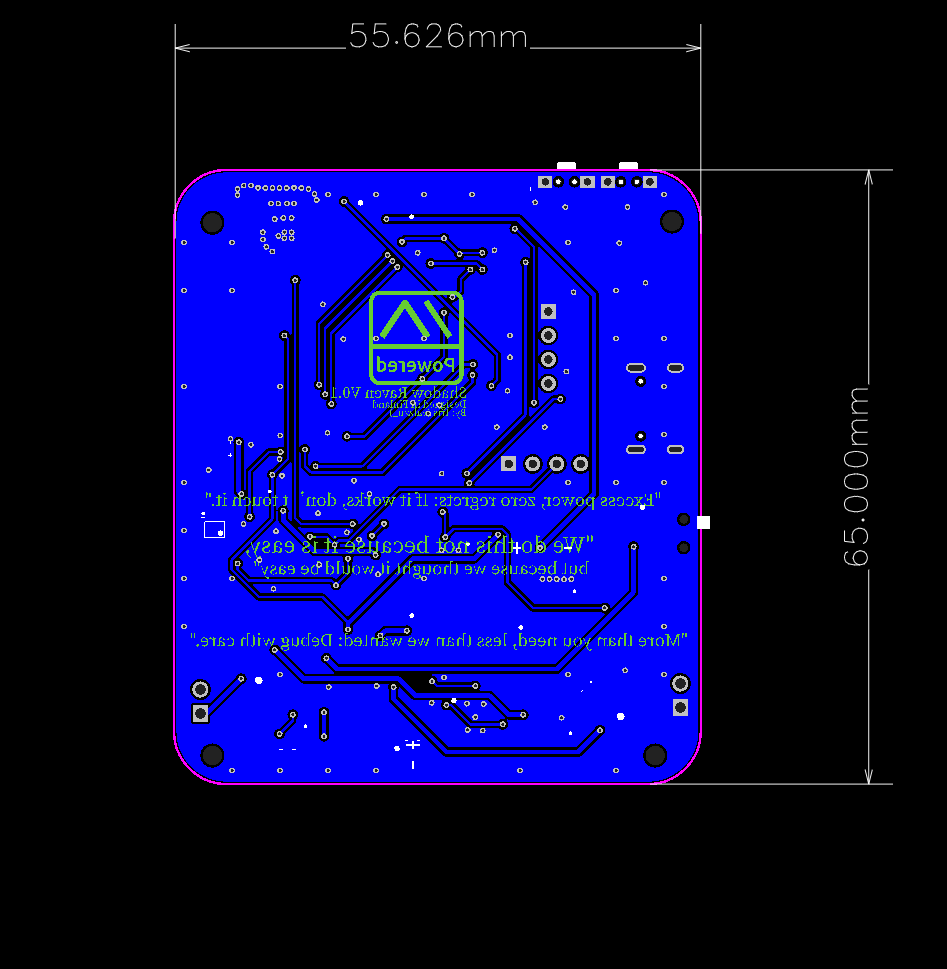 55.626mm
Powered
Shadow Raven V0.1
Designed in Finland
By:
"Excess power, zero regrets: If it works, don't touch it."
"We do this not because it is easy,
but because we thought it would be easy"
"More than you need, less than we wanted: Debug with care."
65.000mm